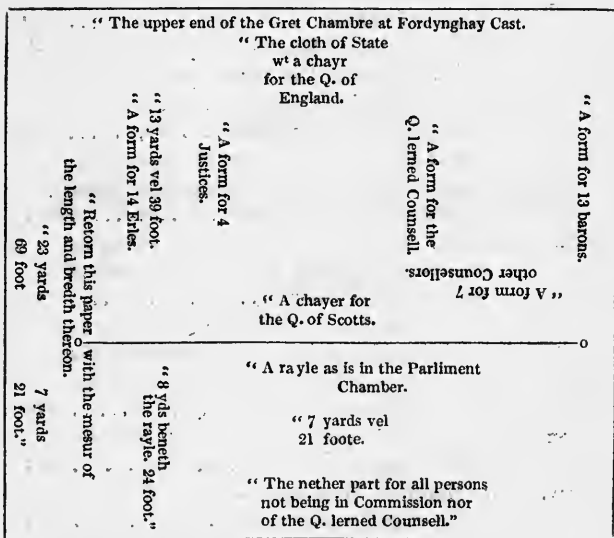 “ The upper end of the Gret Chambre at Fordynghay Cast.
“ The cloth of State
wt a chayr
for the Q. of
England.
“ 13 yards vel 39 foot.
“ A form for 14 Erles.
“ A form for 4
Justices.
“ A form for the
Q. lerned Counsell.
“ A form for 13 barons.
“ A form for 7
other Counsellors.
“ Retorn this paper with the mesur of
the length and bredth thereon.
“ 23 yards 7 yards
69 foot 21 foot.”
“ A chayer for
the Q. of Scotts.
o o
“ A rayle as is in the Parliment
Chamber.
“ 8 yds beneth
the rayle. 24 foot.”
“ 7 yards vel
21 foote.
“ The nether part for all persons
not being in Commission nor
of the Q. lerned Counsell.”